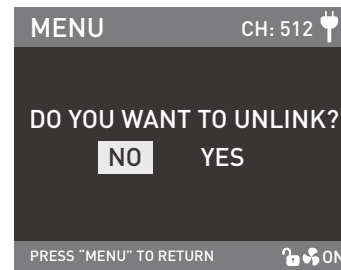 MENU CH: 512
DO YOU WANT TO UNLINK?
NO YES
PRESS “MENU” TO RETURN ON